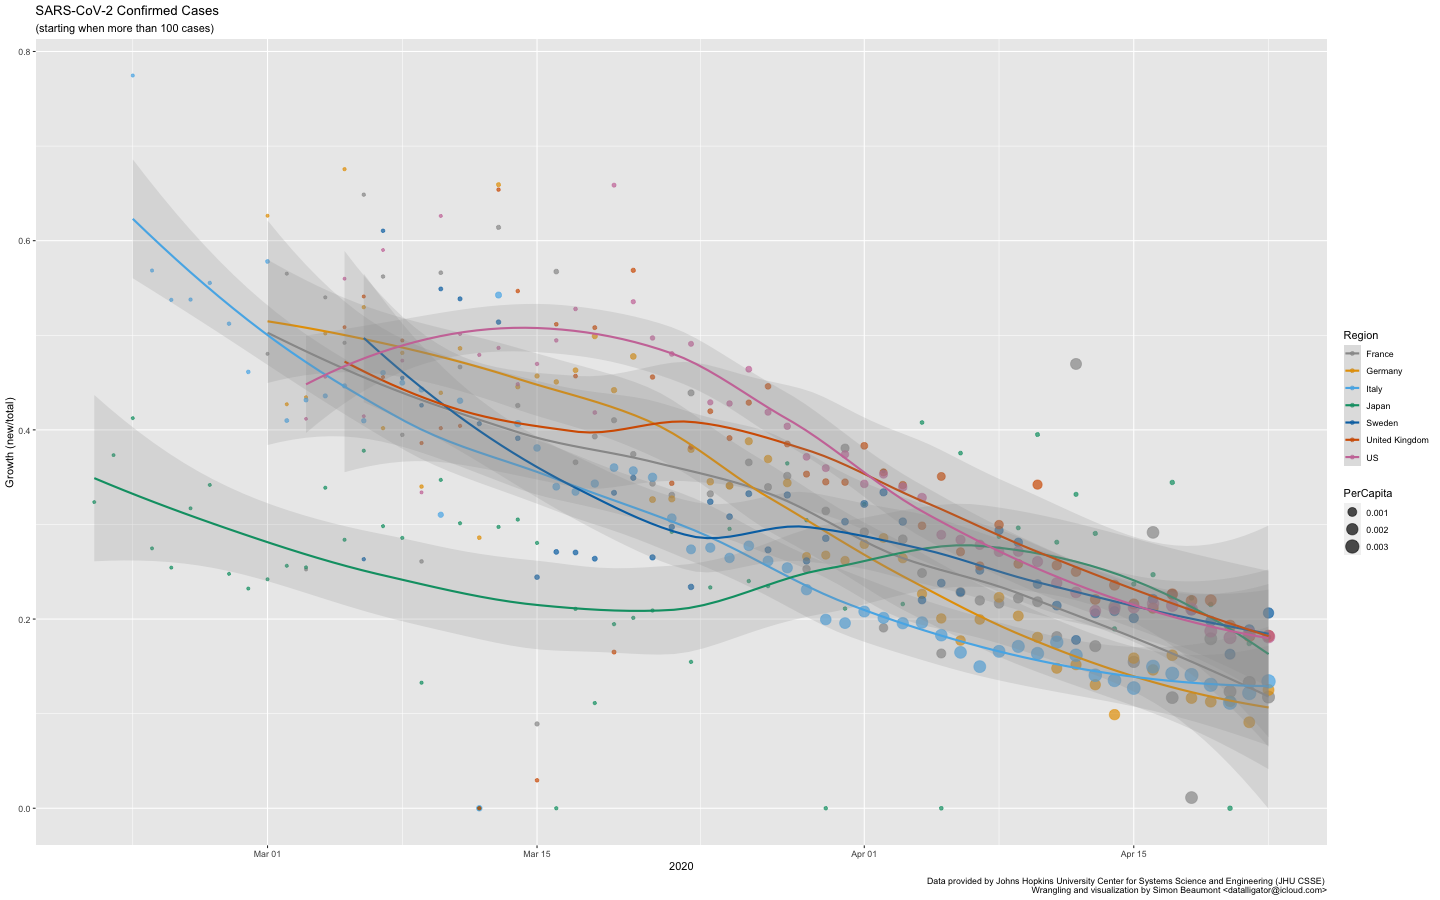 SARS-CoV-2 Confirmed Cases
(starting when more than 100 cases)
Growth (new/total)
0.8
0.6
0.4
0.2
0.0
Mar 01
Mar 15
Apr 01
Apr 15
2020
Region
France
Germany
Italy
Japan
Sweden
United Kingdom
US
PerCapita
0.001
0.002
0.003
Data provided by Johns Hopkins University Center for Systems Science and Engineering (JHU CSSE)
Wrangling and visualization by Simon Beaumont <datalligator@icloud.com>